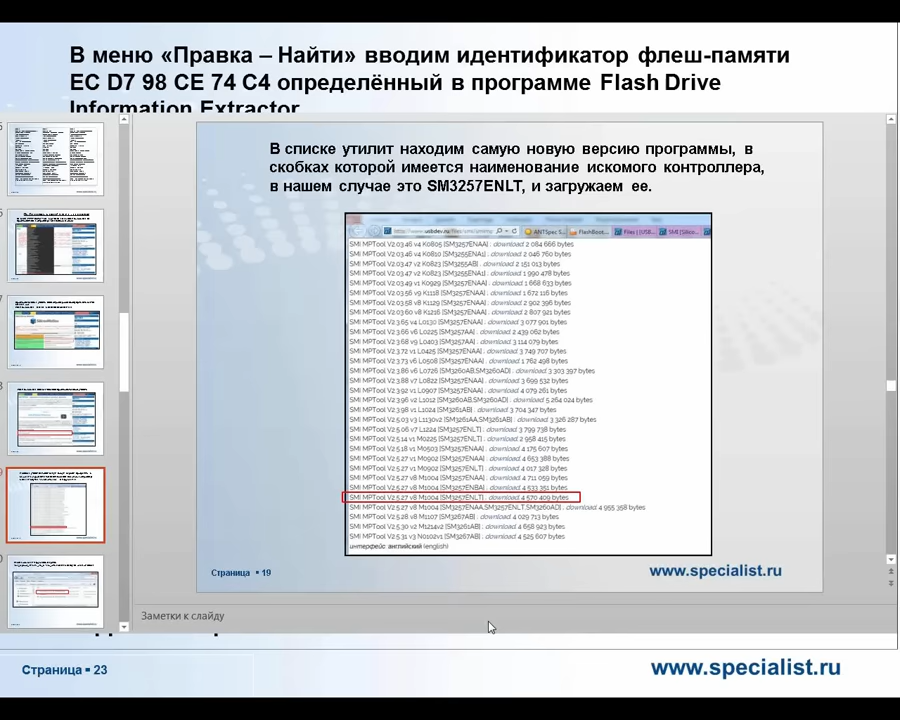 В меню «Правка – Найти» вводим идентификатор флеш-памяти
EC D7 98 CE 74 C4 определённый в программе Flash Drive
Information Extractor
В списке утилит находим самую новую версию программы, в
скобках которой имеется наименование искомого контроллера,
в нашем случае это SM3257ENLT, и загружаем ее.
SMI MPTool V2.03.46 v4 K0805 [SM3257ENAA] . download 2 084 666 bytes
SMI MPTool V2.03.46 v4 K0810 [SM3255ENA1] . download 2 046 760 bytes
SMI MPTool V2.03.47 v2 K0823 [SM3255AB] . download 2 151 013 bytes
SMI MPTool V2.03.47 v2 K0823 [SM3255ENA1] . download 1 990 478 bytes
SMI MPTool V2.03.49 v1 K0929 [SM3257ENAA] . download 1 668 633 bytes
SMI MPTool V2.03.56 v9 K1118 [SM3257ENAA] . download 1 672 116 bytes
SMI MPTool V2.03.58 v8 K1129 [SM3257ENAA] . download 2 902 396 bytes
SMI MPTool V2.03.60 v8 K1216 [SM3257ENAA] . download 2 807 921 bytes
SMI MPTool V2.3.65 v4 L0130 [SM3257ENAA] . download 3 077 901 bytes
SMI MPTool V2.3.66 v6 L0225 [SM3257AA] . download 2 439 062 bytes
SMI MPTool V2.3.68 v9 L0403 [SM3257AA] . download 3 114 079 bytes
SMI MPTool V2.3.72 v1 L0425 [SM3257ENAA] . download 3 749 707 bytes
SMI MPTool V2.3.73 v6 L0508 [SM3257ENAA] . download 1 762 498 bytes
SMI MPTool V2.3.86 v6 L0726 [SM3260AB,SM3260AD] . download 3 303 397 bytes
SMI MPTool V2.3.88 v7 L0822 [SM3257ENAA] . download 3 699 532 bytes
SMI MPTool V2.3.92 v1 L0907 [SM3257ENAA] . download 4 079 261 bytes
SMI MPTool V2.3.96 v2 L1012 [SM3260AB,SM3260AD] . download 5 264 024 bytes
SMI MPTool V2.3.98 v1 L1024 [SM3261AB] . download 3 704 347 bytes
SMI MPTool V2.5.03 v3 L1130v2 [SM3261AA,SM3261AB] . download 3 326 287 bytes
SMI MPTool V2.5.06 v7 L1224 [SM3257ENLT] . download 3 799 738 bytes
SMI MPTool V2.5.14 v1 M0225 [SM3257ENLT] . download 2 958 415 bytes
SMI MPTool V2.5.18 v1 M0503 [SM3257ENAA] . download 4 175 607 bytes
SMI MPTool V2.5.27 v1 M0902 [SM3257ENAA] . download 4 653 388 bytes
SMI MPTool V2.5.27 v1 M0902 [SM3257ENLT] . download 4 017 328 bytes
SMI MPTool V2.5.27 v8 M1004 [SM3257ENAA] . download 4 711 059 bytes
SMI MPTool V2.5.27 v8 M1004 [SM3257ENBA] . download 4 533 351 bytes
SMI MPTool V2.5.27 v8 M1004 [SM3257ENLT] . download 4 570 409 bytes
SMI MPTool V2.5.27 v8 M1004 [SM3257ENAA,SM3257ENLT,SM3260AD] . download 4 955 358 bytes
SMI MPTool V2.5.28 v8 M1107 [SM3267AB] . download 4 029 713 bytes
SMI MPTool V2.5.30 v2 M1214v2 [SM3261AB] . download 4 658 923 bytes
SMI MPTool V2.5.31 v3 N0102v1 [SM3267AB] . download 4 525 607 bytes
интерфейс английский (english)
Страница ▪ 19
www.specialist.ru
Заметки к слайду
Страница ▪ 23
www.specialist.ru